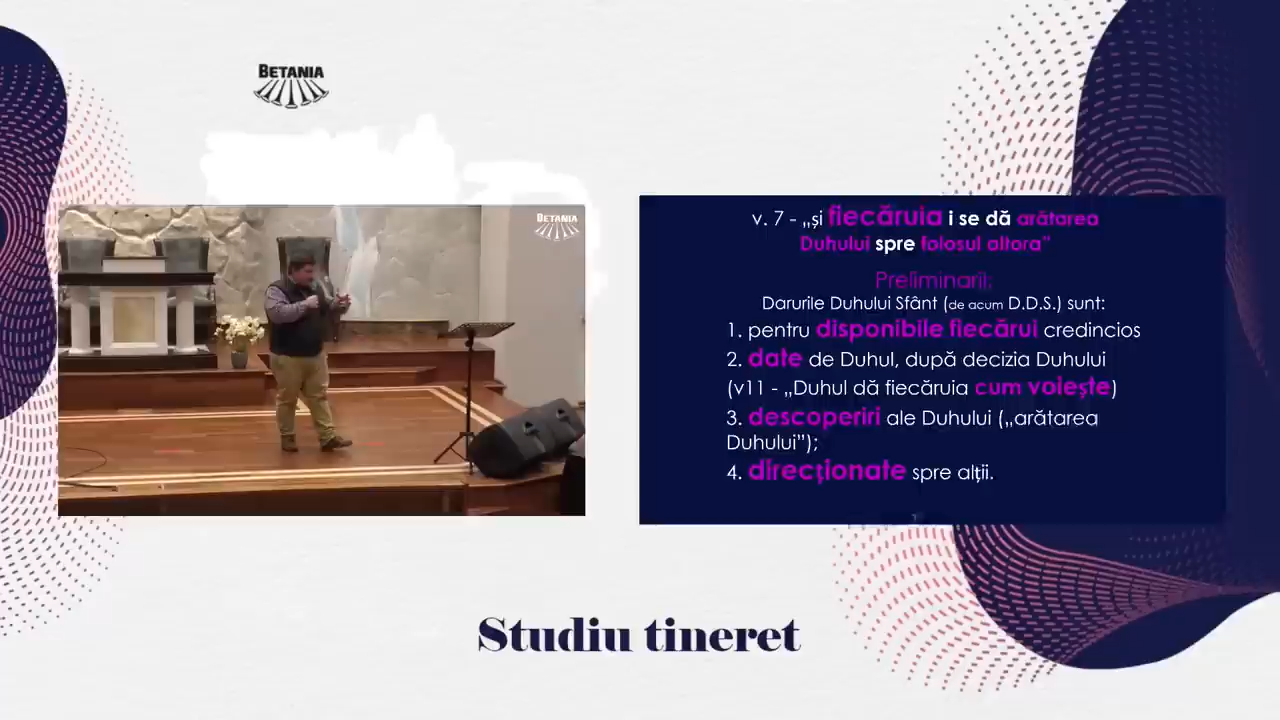 BETANIA
BETANIA
v. 7 - „și fiecăruia i se dă arătarea
Duhului spre folosul altora”
Preliminarii:
Darurile Duhului Sfânt (de acum D.D.S.) sunt:
1. pentru disponibile fiecărui credincios
2. date de Duhul, după decizia Duhului
(v11 - „Duhul dă fiecăruia cum voiește)
3. descoperiri ale Duhului („arătarea
Duhului”);
4. direcționate spre alții.
Studiu tineret